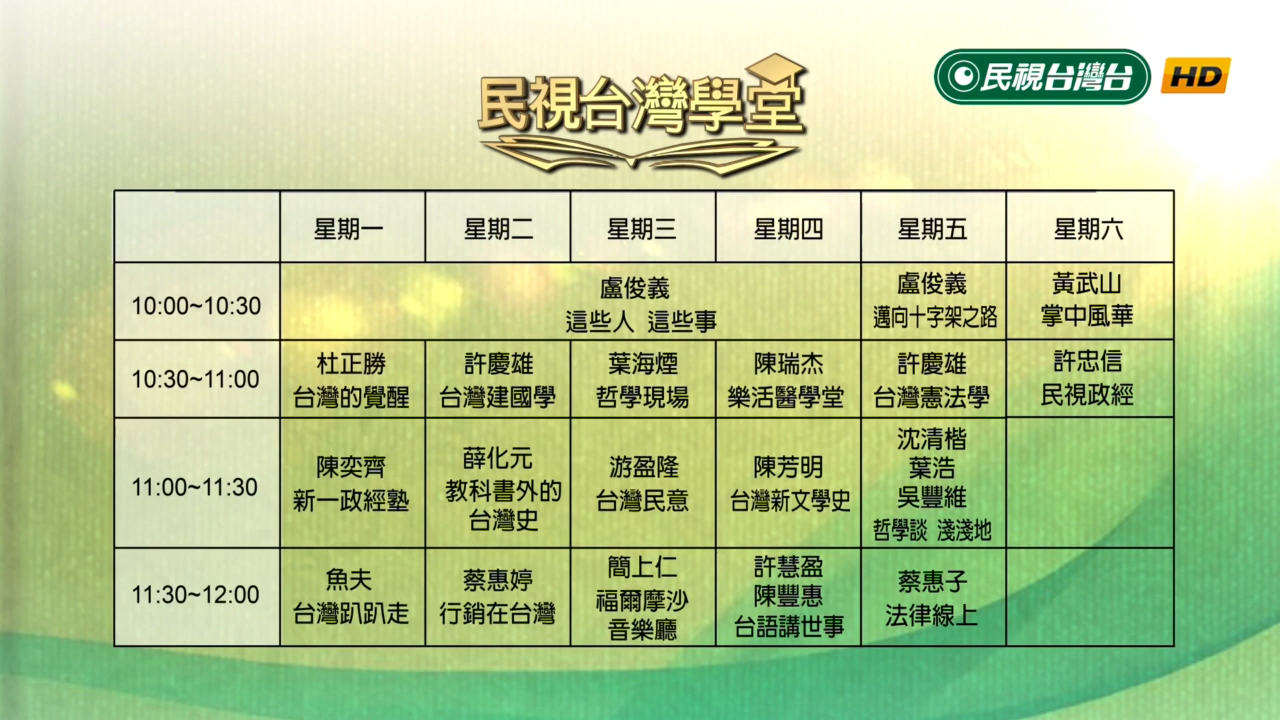 民視台灣學堂
民視台灣台 HD
星期一 星期二 星期三 星期四 星期五 星期六
10:00~10:30
盧俊義
這些人 這些事
盧俊義
邁向十字架之路
黃武山
掌中風華
10:30~11:00
杜正勝
台灣的覺醒
許慶雄
台灣建國學
葉海煙
哲學現場
陳瑞杰
樂活醫學堂
許慶雄
台灣憲法學
許忠信
民視政經
11:00~11:30
陳奕齊
新一政經塾
薛化元
教科書外的
台灣史
游盈隆
台灣民意
陳芳明
台灣新文學史
沈清楷
葉浩
吳豐維
哲學談 淺淺地
11:30~12:00
魚夫
台灣趴趴走
蔡惠婷
行銷在台灣
簡上仁
福爾摩沙
音樂廳
許慧盈
陳豐惠
台語講世事
蔡惠子
法律線上